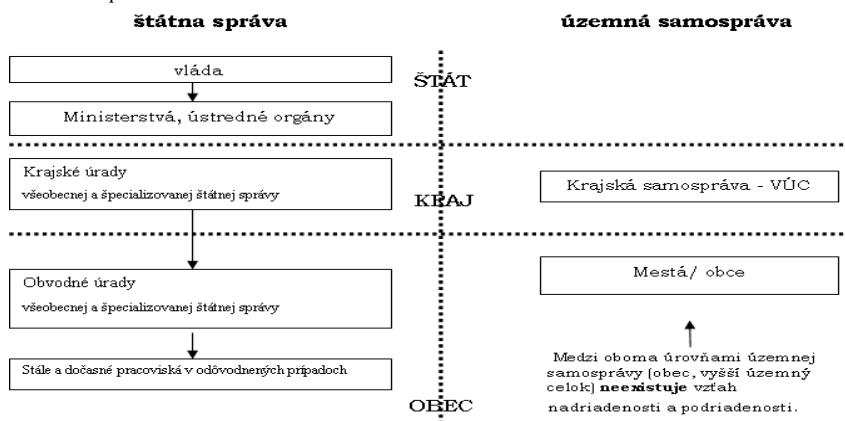 štátna správa
územná samospráva
vláda
ŠTÁT
Ministerstvá, ústredné orgány
Krajské úrady
všeobecnej a špecializovanej štátnej správy
KRAJ
Krajská samospráva - VÚC
Obvodné úrady
všeobecnej a špecializovanej štátnej správy
Mestá/ obce
Stále a dočasné pracoviská v odôvodnených prípadoch
Medzi oboma úrovňami územnej
samosprávy (obec, vyšší územný
celok) neexistuje vzťah
nadriadenosti a podriadenosti.
OBEC